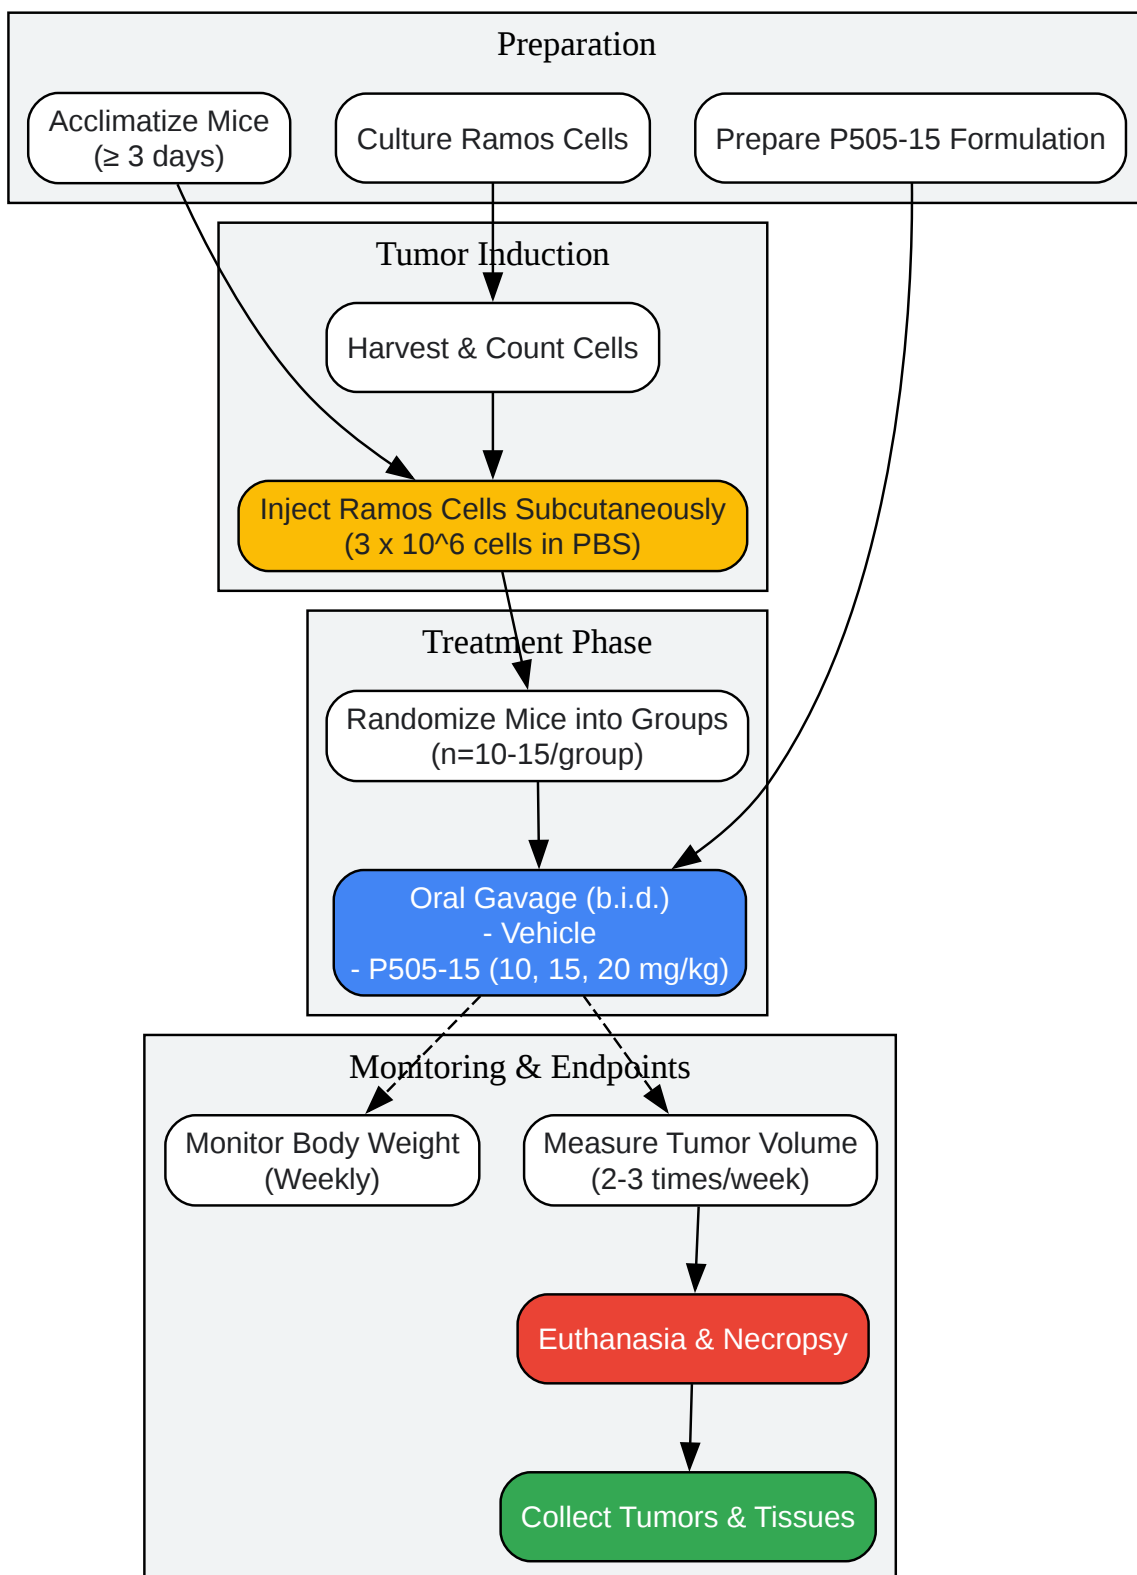 Preparation
Acclimatize Mice
(≥ 3 days)
Culture Ramos Cells
Prepare P505-15 Formulation
Tumor Induction
Harvest & Count Cells
Inject Ramos Cells Subcutaneously
(3 x 10^6 cells in PBS)
Treatment Phase
Randomize Mice into Groups
(n=10-15/group)
Oral Gavage (b.i.d.)
- Vehicle
- P505-15 (10, 15, 20 mg/kg)
Monitoring & Endpoints
Monitor Body Weight
(Weekly)
Measure Tumor Volume
(2-3 times/week)
Euthanasia & Necropsy
Collect Tumors & Tissues